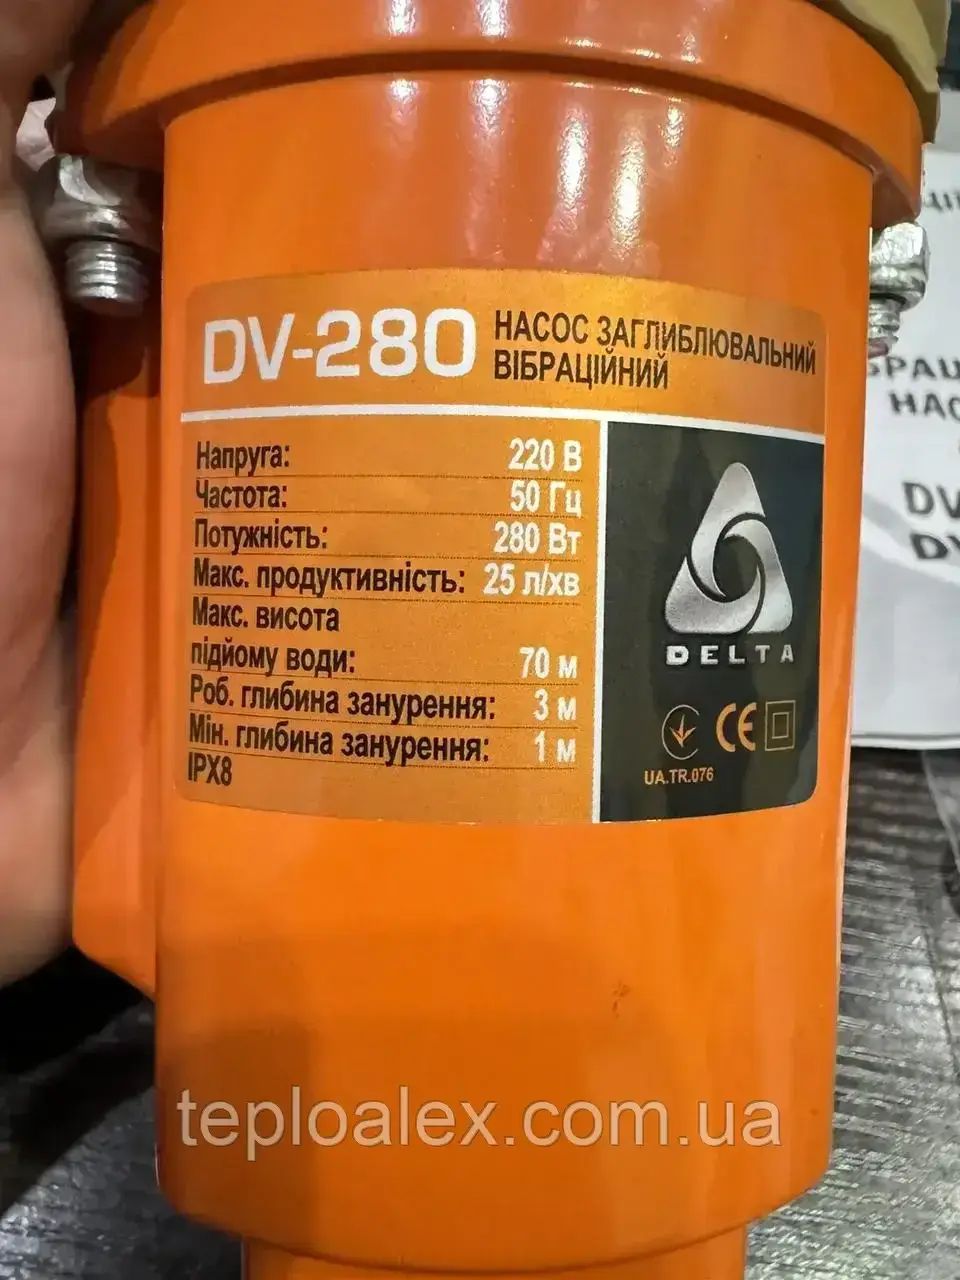 DV-280
НАСОС ЗАГЛИБЛЮВАЛЬНИЙ
ВІБРАЦІЙНИЙ
Напруга: 220 В
Частота: 50 Гц
Потужність: 280 Вт
Макс. продуктивність: 25 л/хв
Макс. висота
підйому води: 70 м
Роб. глибина занурення: 3 м
Мін. глибина занурення: 1 м
IPX8
DELTA
CE
UA.TR.076
НАС
DV
teploalex.com.ua